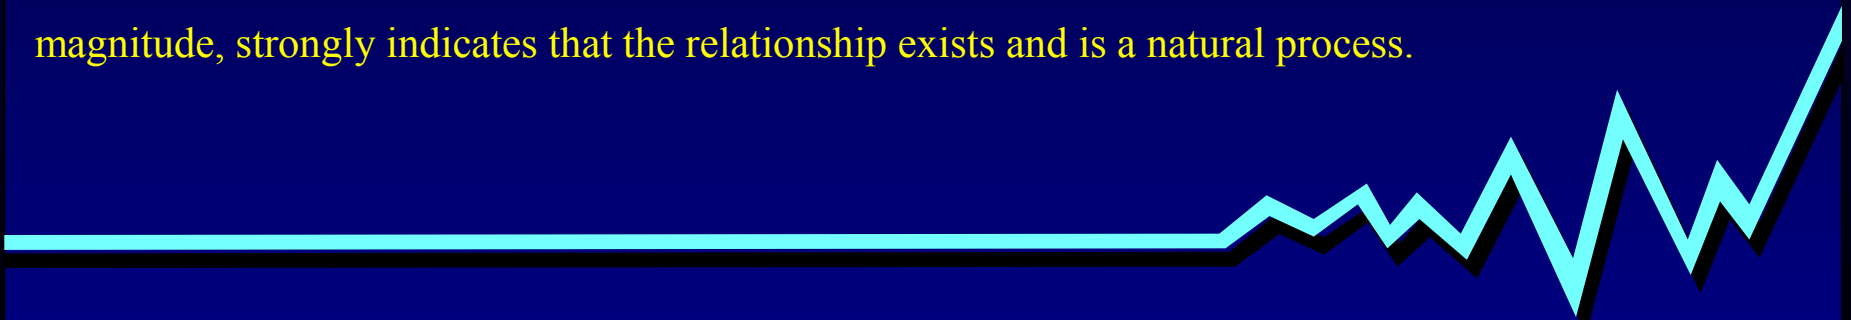 magnitude, strongly indicates that the relationship exists and is a natural process.